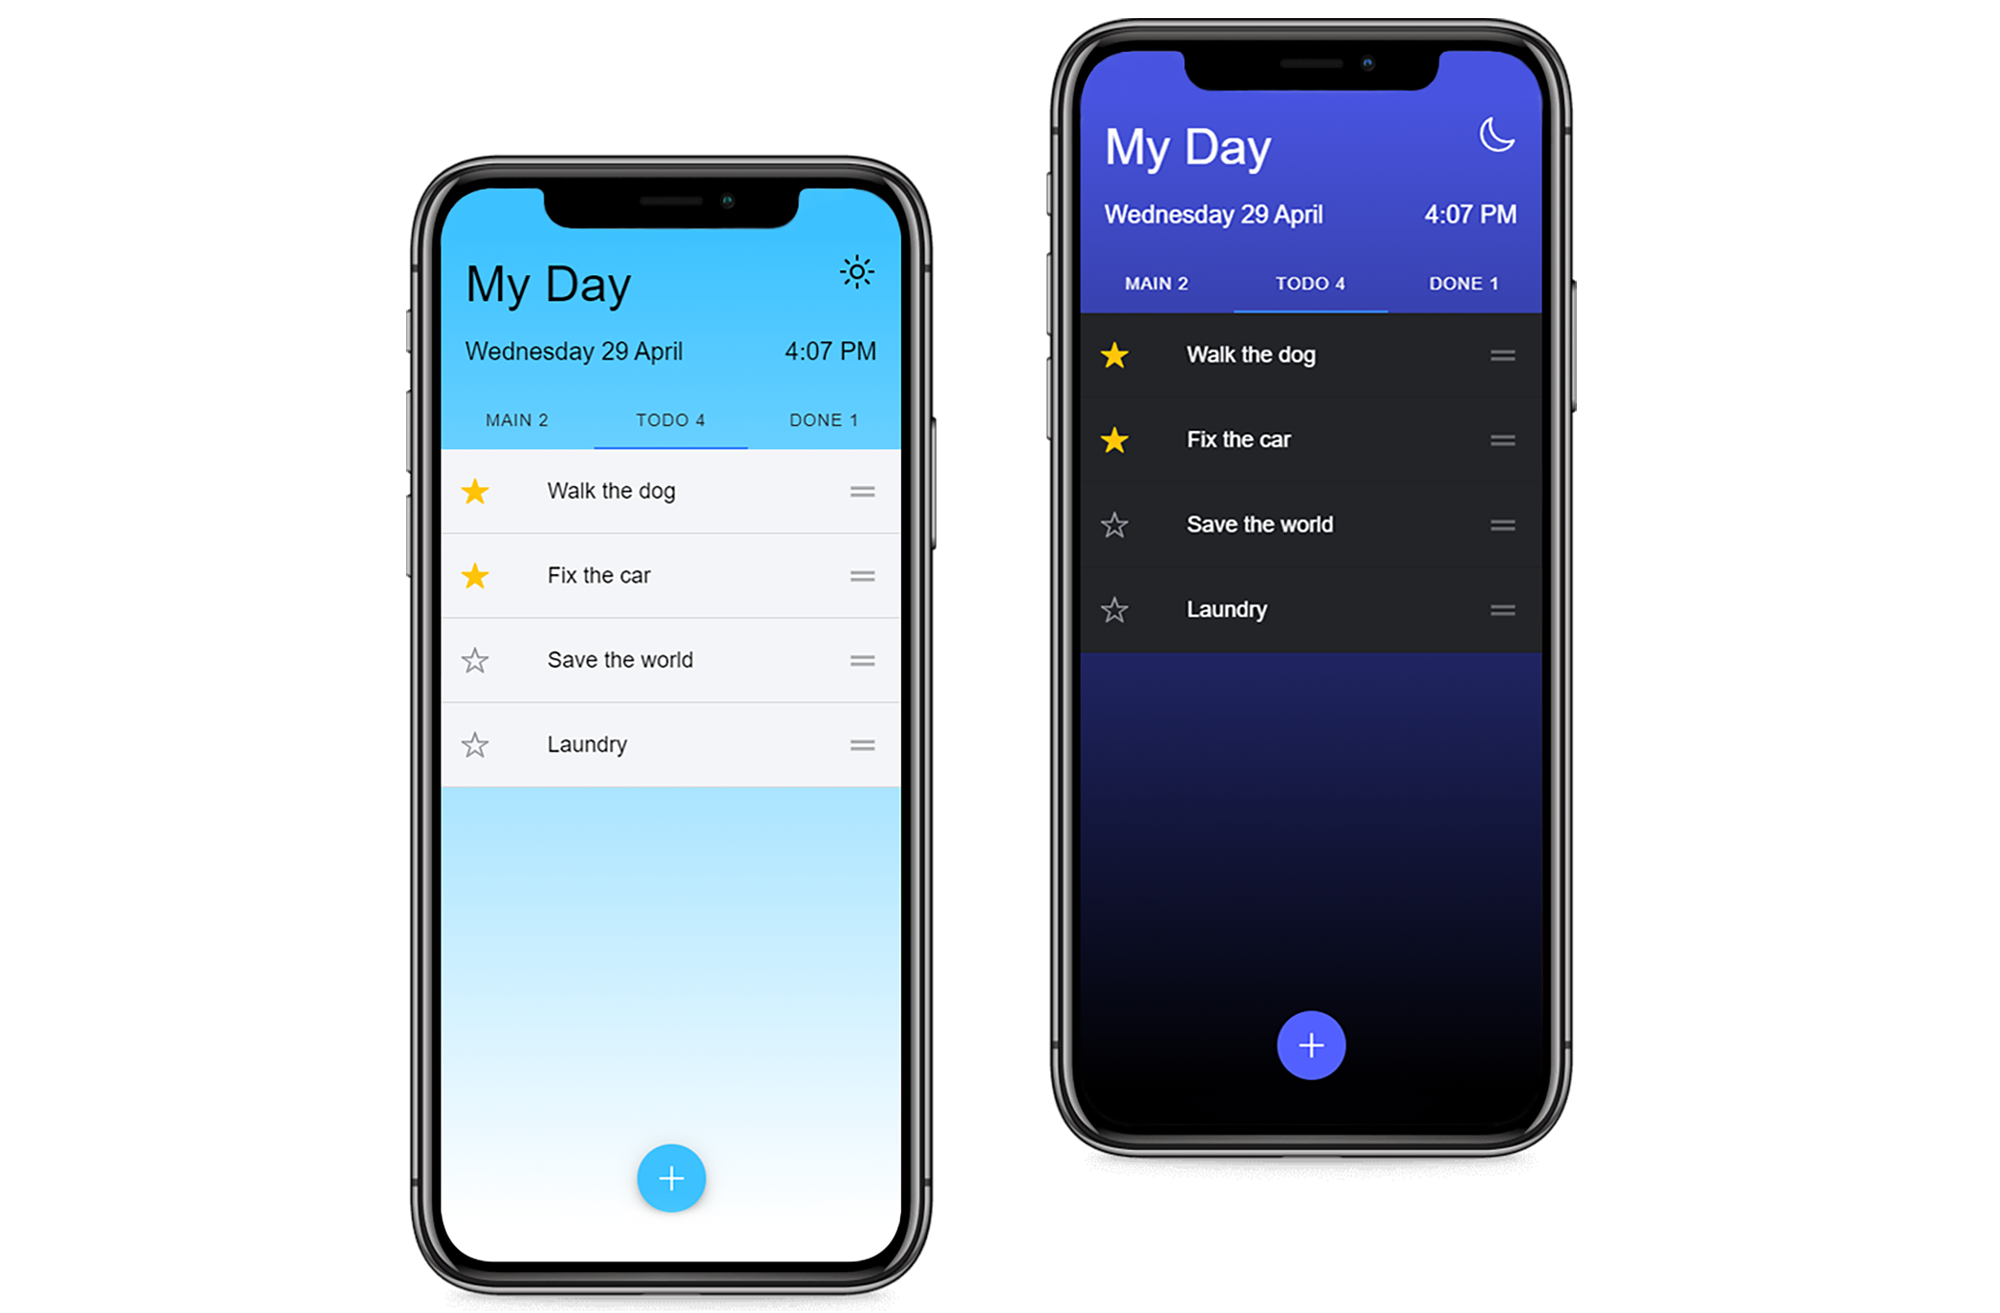 My Day
Wednesday 29 April 4:07 PM
MAIN 2 TODO 4 DONE 1
Walk the dog
Fix the car
Save the world
Laundry
My Day
Wednesday 29 April 4:07 PM
MAIN 2 TODO 4 DONE 1
Walk the dog
Fix the car
Save the world
Laundry